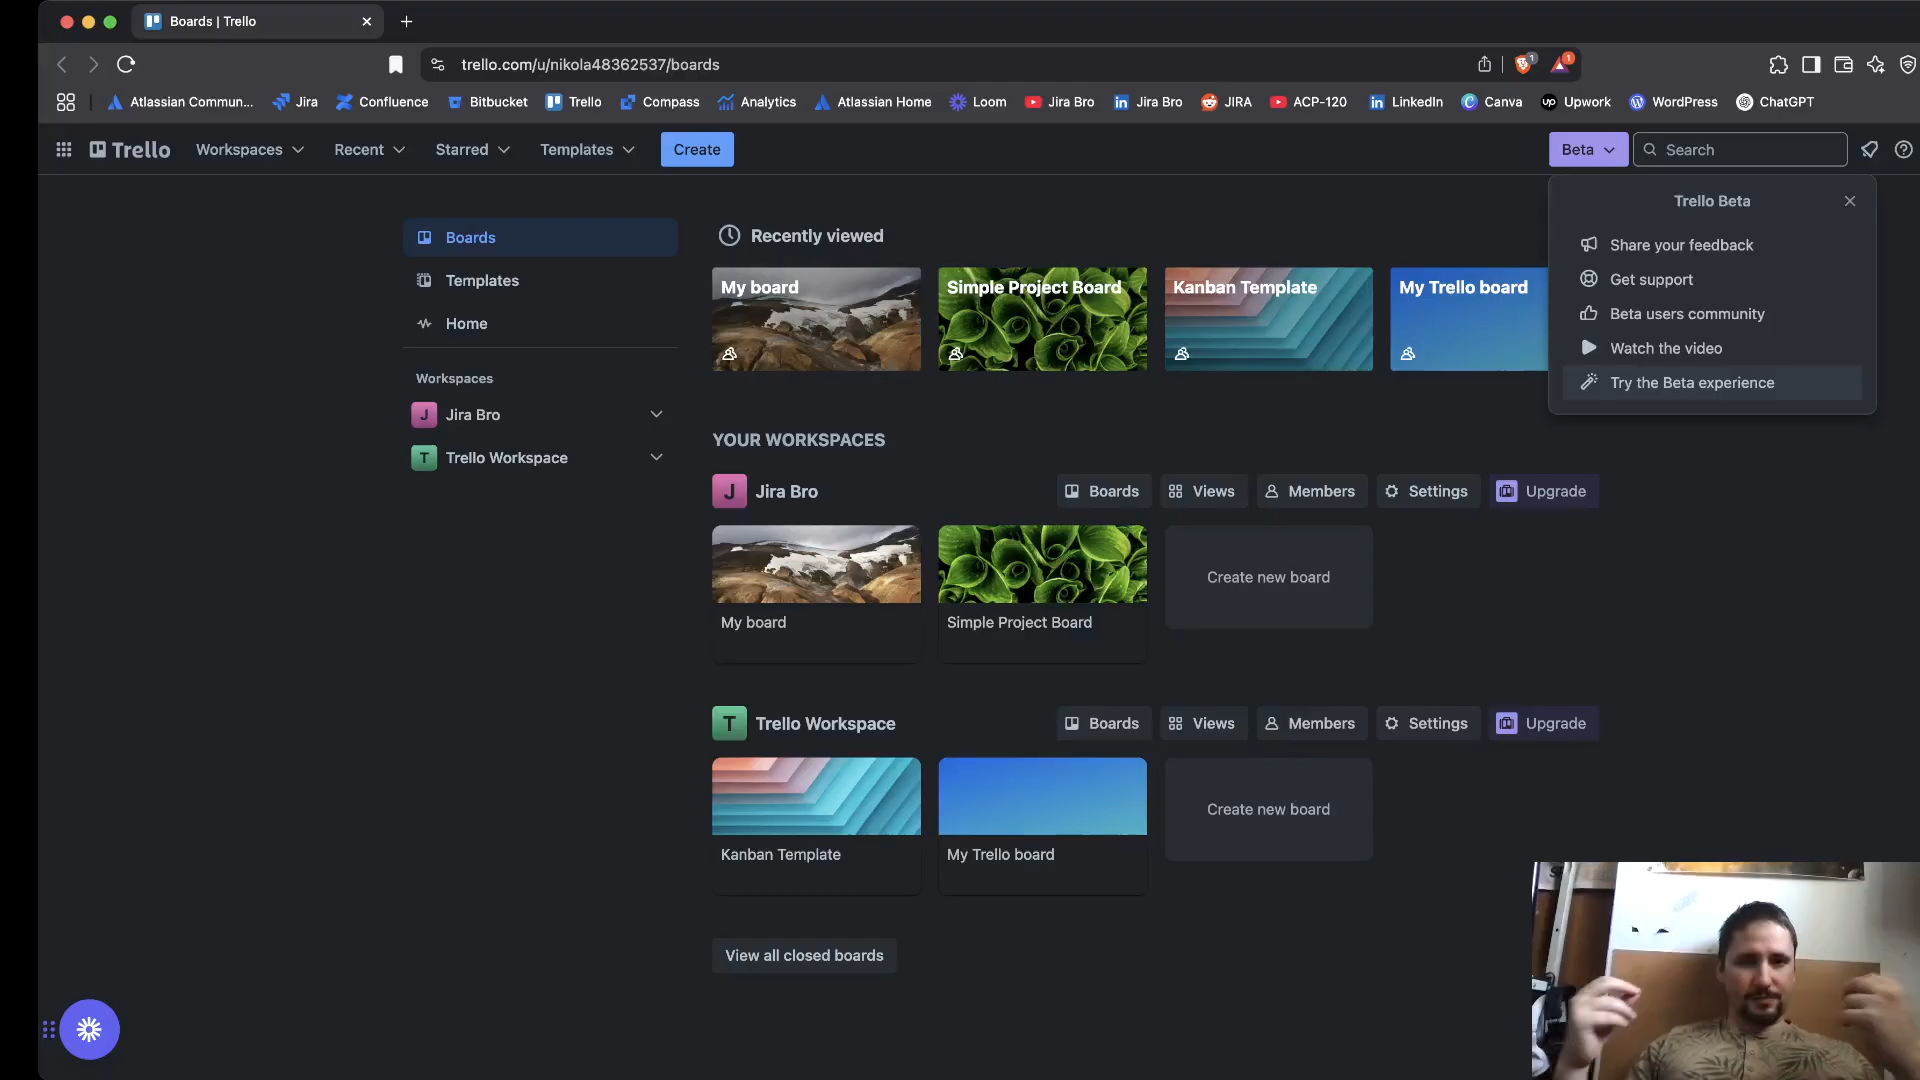 Boards | Trello
trello.com/u/nikola48362537/boards
1
1
Atlassian Commun...
Jira
Confluence
Bitbucket
Trello
Compass
Analytics
Atlassian Home
Loom
Jira Bro
Jira Bro
JIRA
ACP-120
LinkedIn
Canva
Upwork
WordPress
ChatGPT
Trello
Workspaces
Recent
Starred
Templates
Create
Beta
Search
Trello Beta
Share your feedback
Get support
Beta users community
Watch the video
Try the Beta experience
Boards
Templates
Home
Workspaces
J Jira Bro
T Trello Workspace
Recently viewed
My board
Simple Project Board
Kanban Template
My Trello board
YOUR WORKSPACES
J Jira Bro
Boards
Views
Members
Settings
Upgrade
My board
Simple Project Board
Create new board
T Trello Workspace
Boards
Views
Members
Settings
Upgrade
Kanban Template
My Trello board
Create new board
View all closed boards